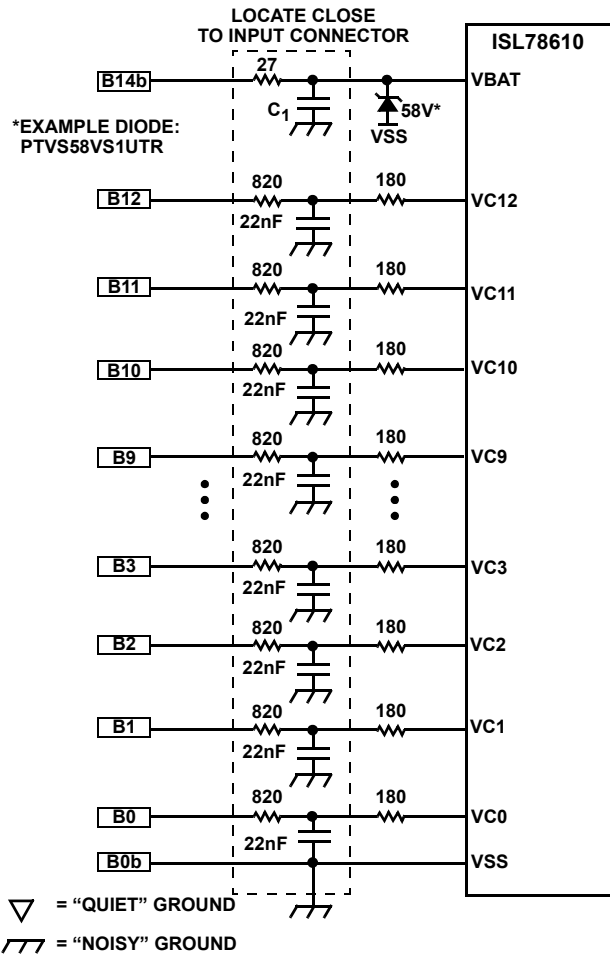 LOCATE CLOSE
TO INPUT CONNECTOR
ISL78610
B14b
27
C1
58V*
VSS
VBAT
*EXAMPLE DIODE:
PTVS58VS1UTR
B12
820
22nF
180
VC12
B11
820
22nF
180
VC11
B10
820
22nF
180
VC10
B9
820
22nF
180
VC9
B3
820
22nF
180
VC3
B2
820
22nF
180
VC2
B1
820
22nF
180
VC1
B0
820
22nF
180
VC0
B0b
VSS
= “QUIET” GROUND
= “NOISY” GROUND